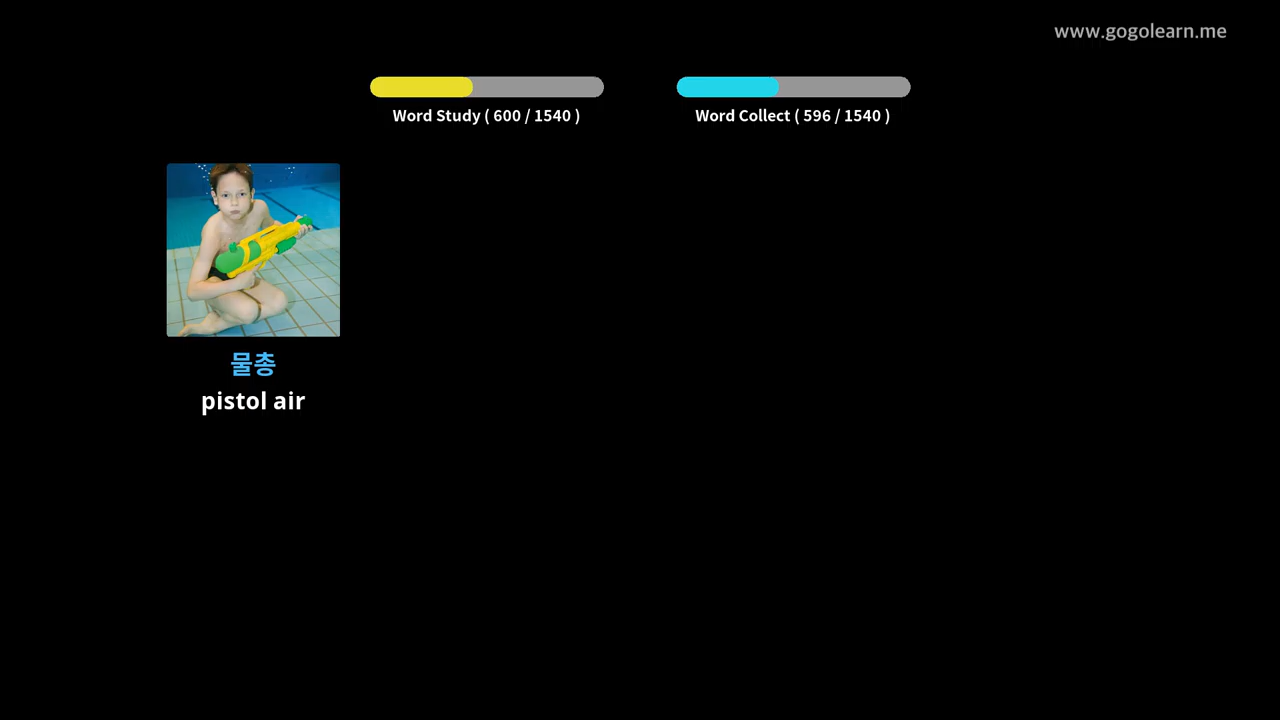 www.gogolearn.me
Word Study ( 600 / 1540 )
Word Collect ( 596 / 1540 )
물총
pistol air